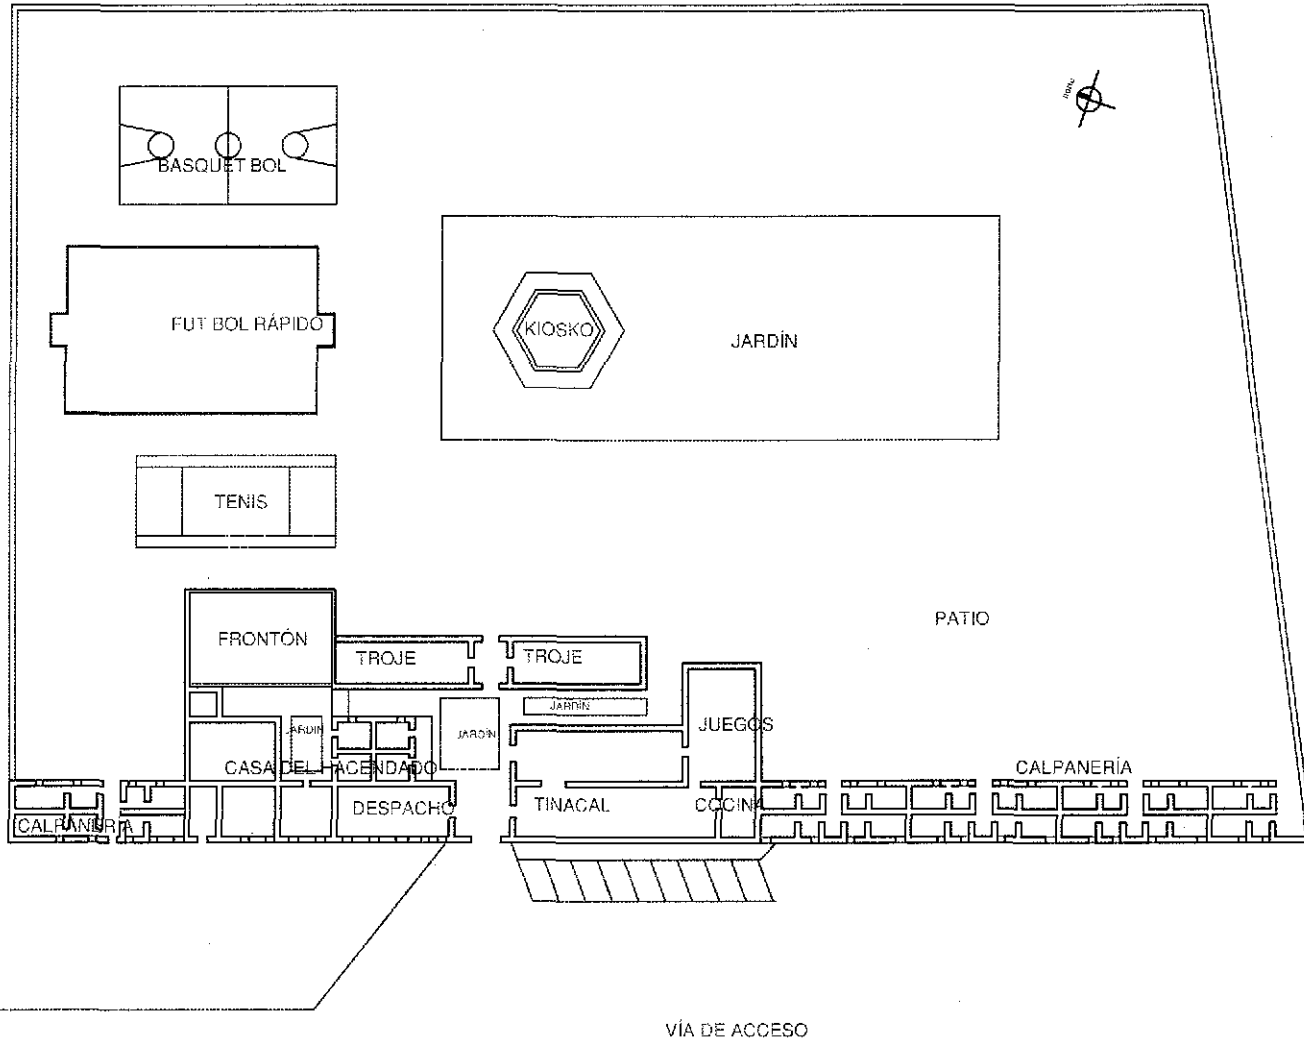 norte
BASQUET BOL
FUT BOL RÁPIDO
KIOSKO
JARDÍN
TENIS
PATIO
FRONTÓN
TROJE
TROJE
JARDÍN
JARDÍN
JARDÍN
JUEGOS
CASA DEL HACENDADO
CALPANERÍA
DESPACHO
TINACAL
COCINA
CALPANERÍA
VÍA DE ACCESO